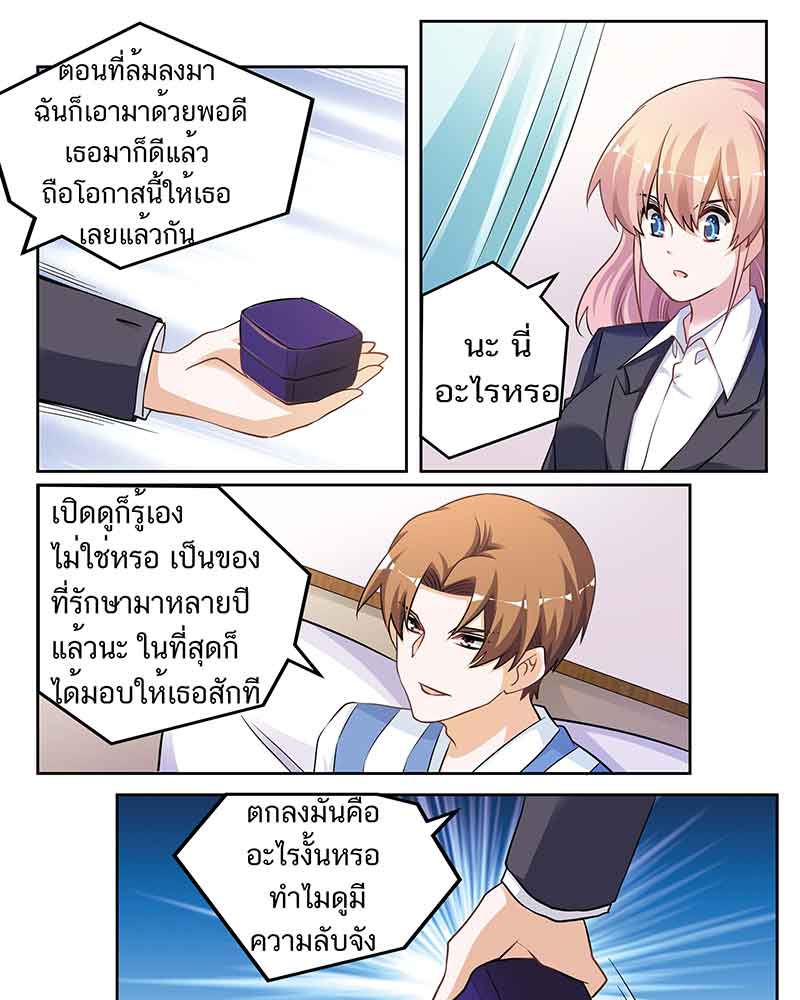 ตอนที่ล้มลงมา
ฉันก็เอามาด้วยพอดี
เธอมาก็ดีแล้ว
ถือโอกาสนี้ให้เธอ
เลยแล้วกัน
นะ นี่
อะไรหรอ
เปิดดูก็รู้เอง
ไม่ใช่หรอ เป็นของ
ที่รักษามาหลายปี
แล้วนะ ในที่สุดก็
ได้มอบให้เธอสักที
ตกลงมันคือ
อะไรงั้นหรอ
ทำไมดูมี
ความลับจัง